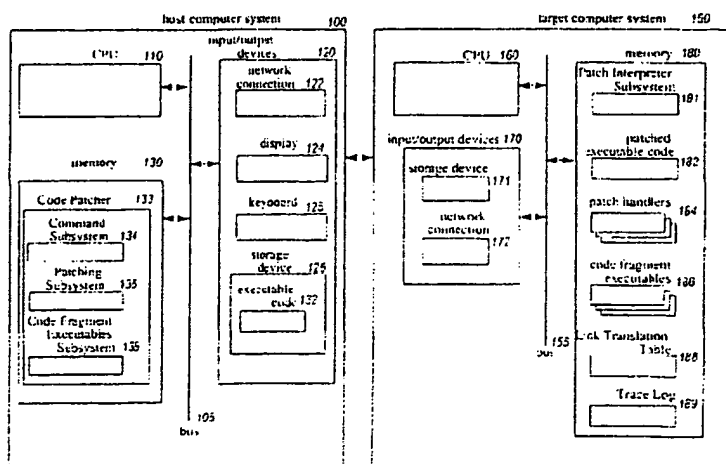 host computer system 100
CPU 110
input/output devices 120
network connection 122
display 124
keyboard 125
storage device 126
executable code 132
memory 130
Code Patcher 133
Command Subsystem 134
Patching Subsystem 135
Code Fragment Executables Subsystem 135
105
bus
target computer system 150
CPU 160
input/output devices 170
storage device 171
network connection 172
155
bus
memory 180
Patch Interpreter Subsystem 181
patched executable code 182
patch handlers 184
code fragment executables 186
Link Translation Table 188
Trace Log 189